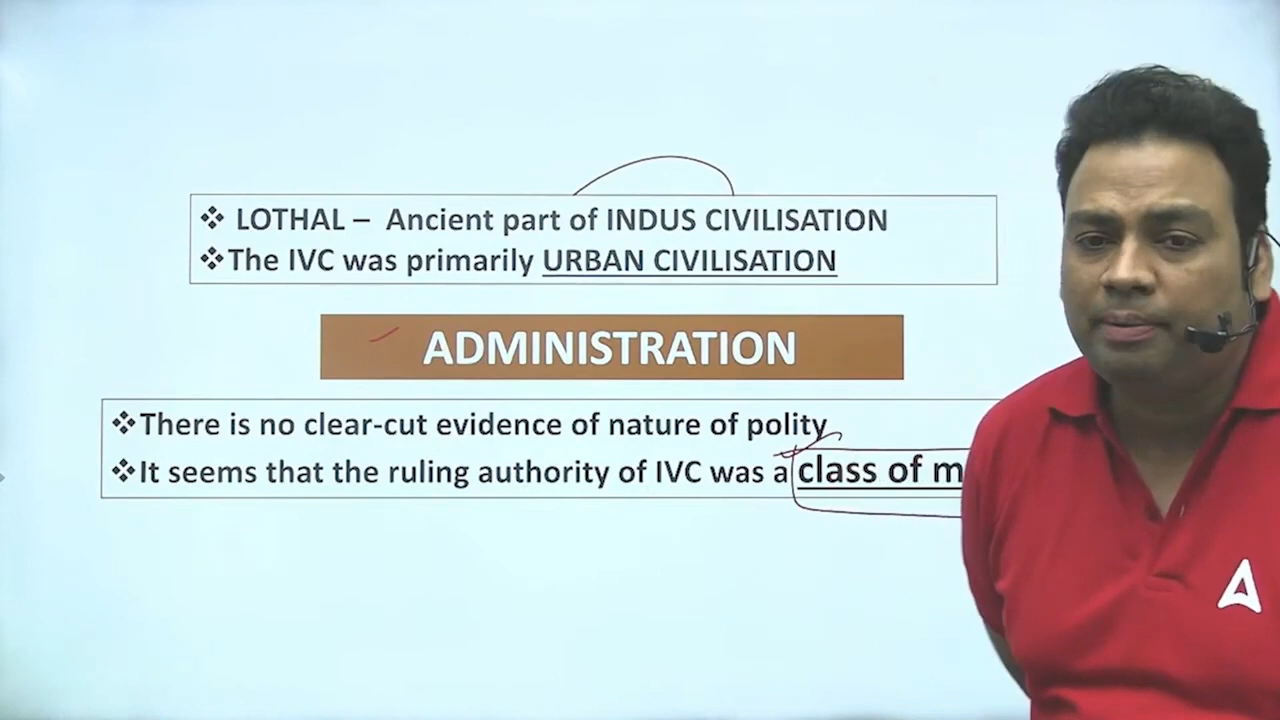 ❖ LOTHAL – Ancient part of INDUS CIVILISATION
❖The IVC was primarily URBAN CIVILISATION
ADMINISTRATION
❖There is no clear-cut evidence of nature of polity
❖It seems that the ruling authority of IVC was a class of m